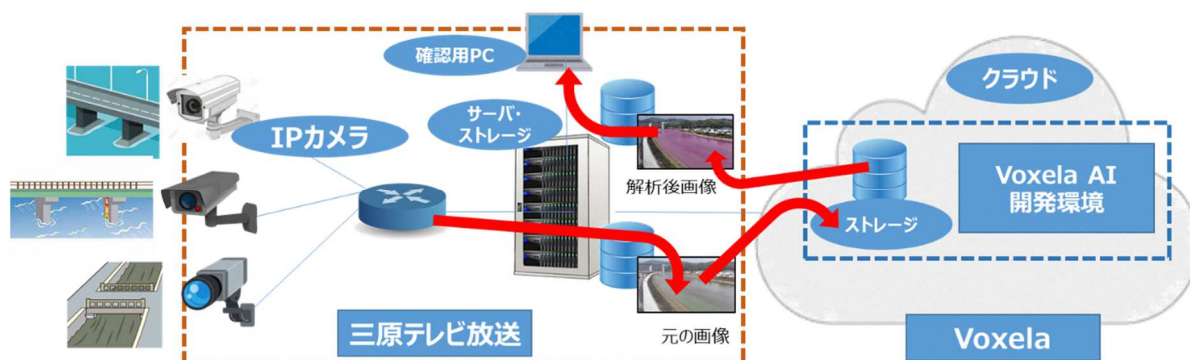 確認用PC
クラウド
サーバ・
ストレージ
IPカメラ
解析後画像
Voxela AI
開発環境
ストレージ
元の画像
三原テレビ放送
Voxela